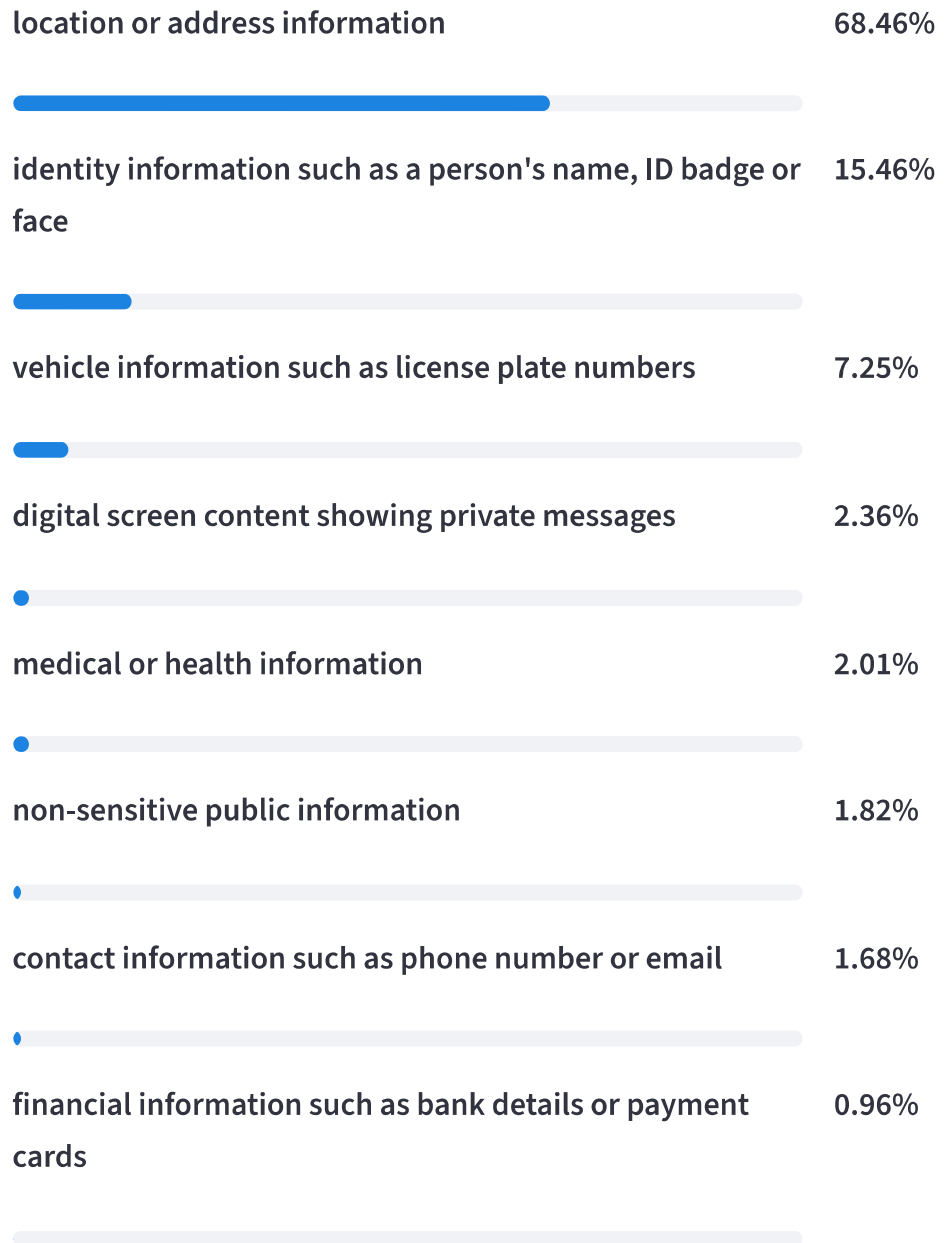 location or address information 68.46%
identity information such as a person's name, ID badge or 15.46%
face
vehicle information such as license plate numbers 7.25%
digital screen content showing private messages 2.36%
medical or health information 2.01%
non-sensitive public information 1.82%
contact information such as phone number or email 1.68%
financial information such as bank details or payment 0.96%
cards